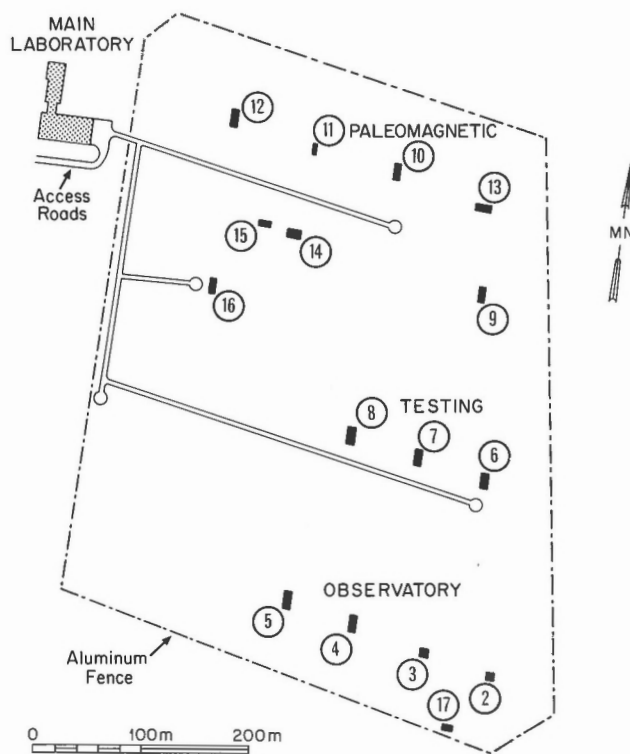 MAIN
LABORATORY
12
11
PALEOMAGNETIC
10
13
Access
Roads
MN
15
14
16
9
8
TESTING
7
6
OBSERVATORY
5
4
Aluminum
Fence
3
17
2
0
100m
200m